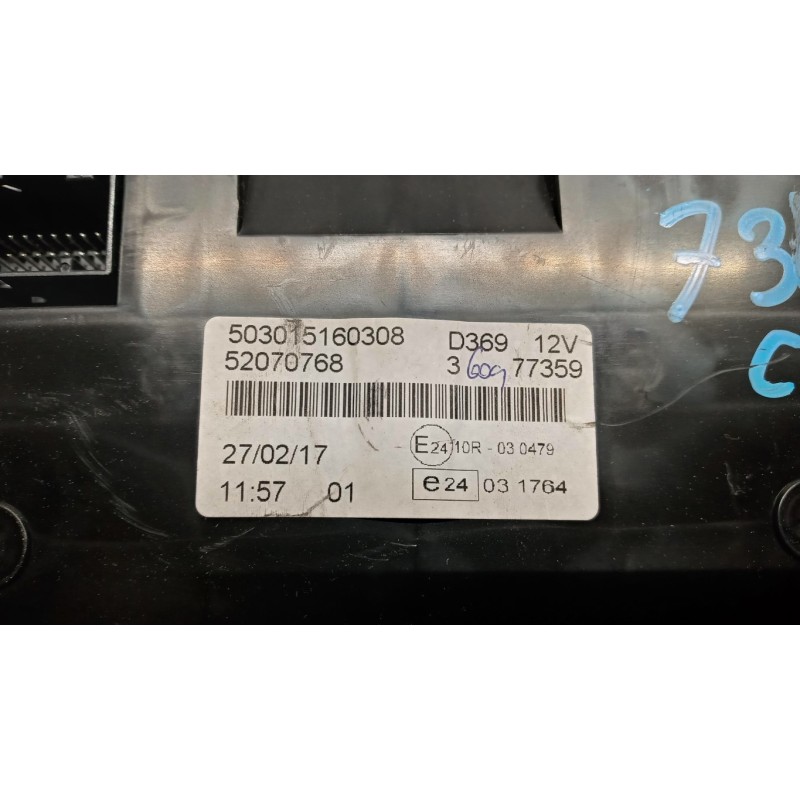 503015160308 D369 12V
52070768 3 77359
27/02/17 E24 10R - 03 0479
11:57 01 e24 03 1764
73
C